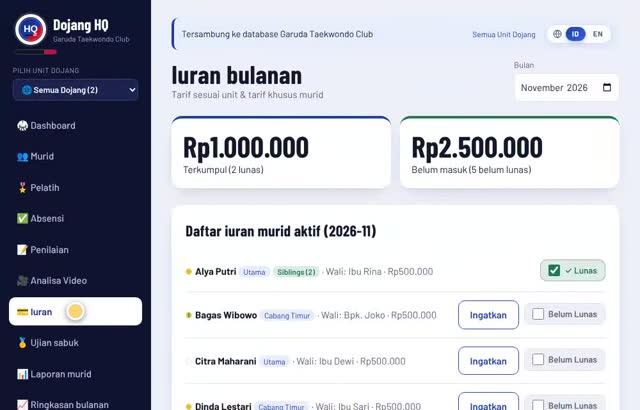 HQ
Dojang HQ
Garuda Taekwondo Club
PILIH UNIT DOJANG
Semua Dojang (2)
Dashboard
Murid
Pelatih
Absensi
Penilaian
Analisa Video
Iuran
Ujian sabuk
Laporan murid
Ringkasan bulanan
Tersambung ke database Garuda Taekwondo Club
Semua Unit Dojang
ID
EN
Iuran bulanan
Tarif sesuai unit & tarif khusus murid
Bulan
November 2026
Rp1.000.000
Terkumpul (2 lunas)
Rp2.500.000
Belum masuk (5 belum lunas)
Daftar iuran murid aktif (2026-11)
Alya Putri Utama Siblings (2) · Wali: Ibu Rina · Rp500.000 ✓ Lunas
Bagas Wibowo Cabang Timur · Wali: Bpk. Joko · Rp500.000 Ingatkan Belum Lunas
Citra Maharani Utama · Wali: Ibu Dewi · Rp500.000 Ingatkan Belum Lunas
Dinda Lestari Cabang Timur · Wali: Ibu Sari · Rp500.000 Ingatkan Belum Lunas